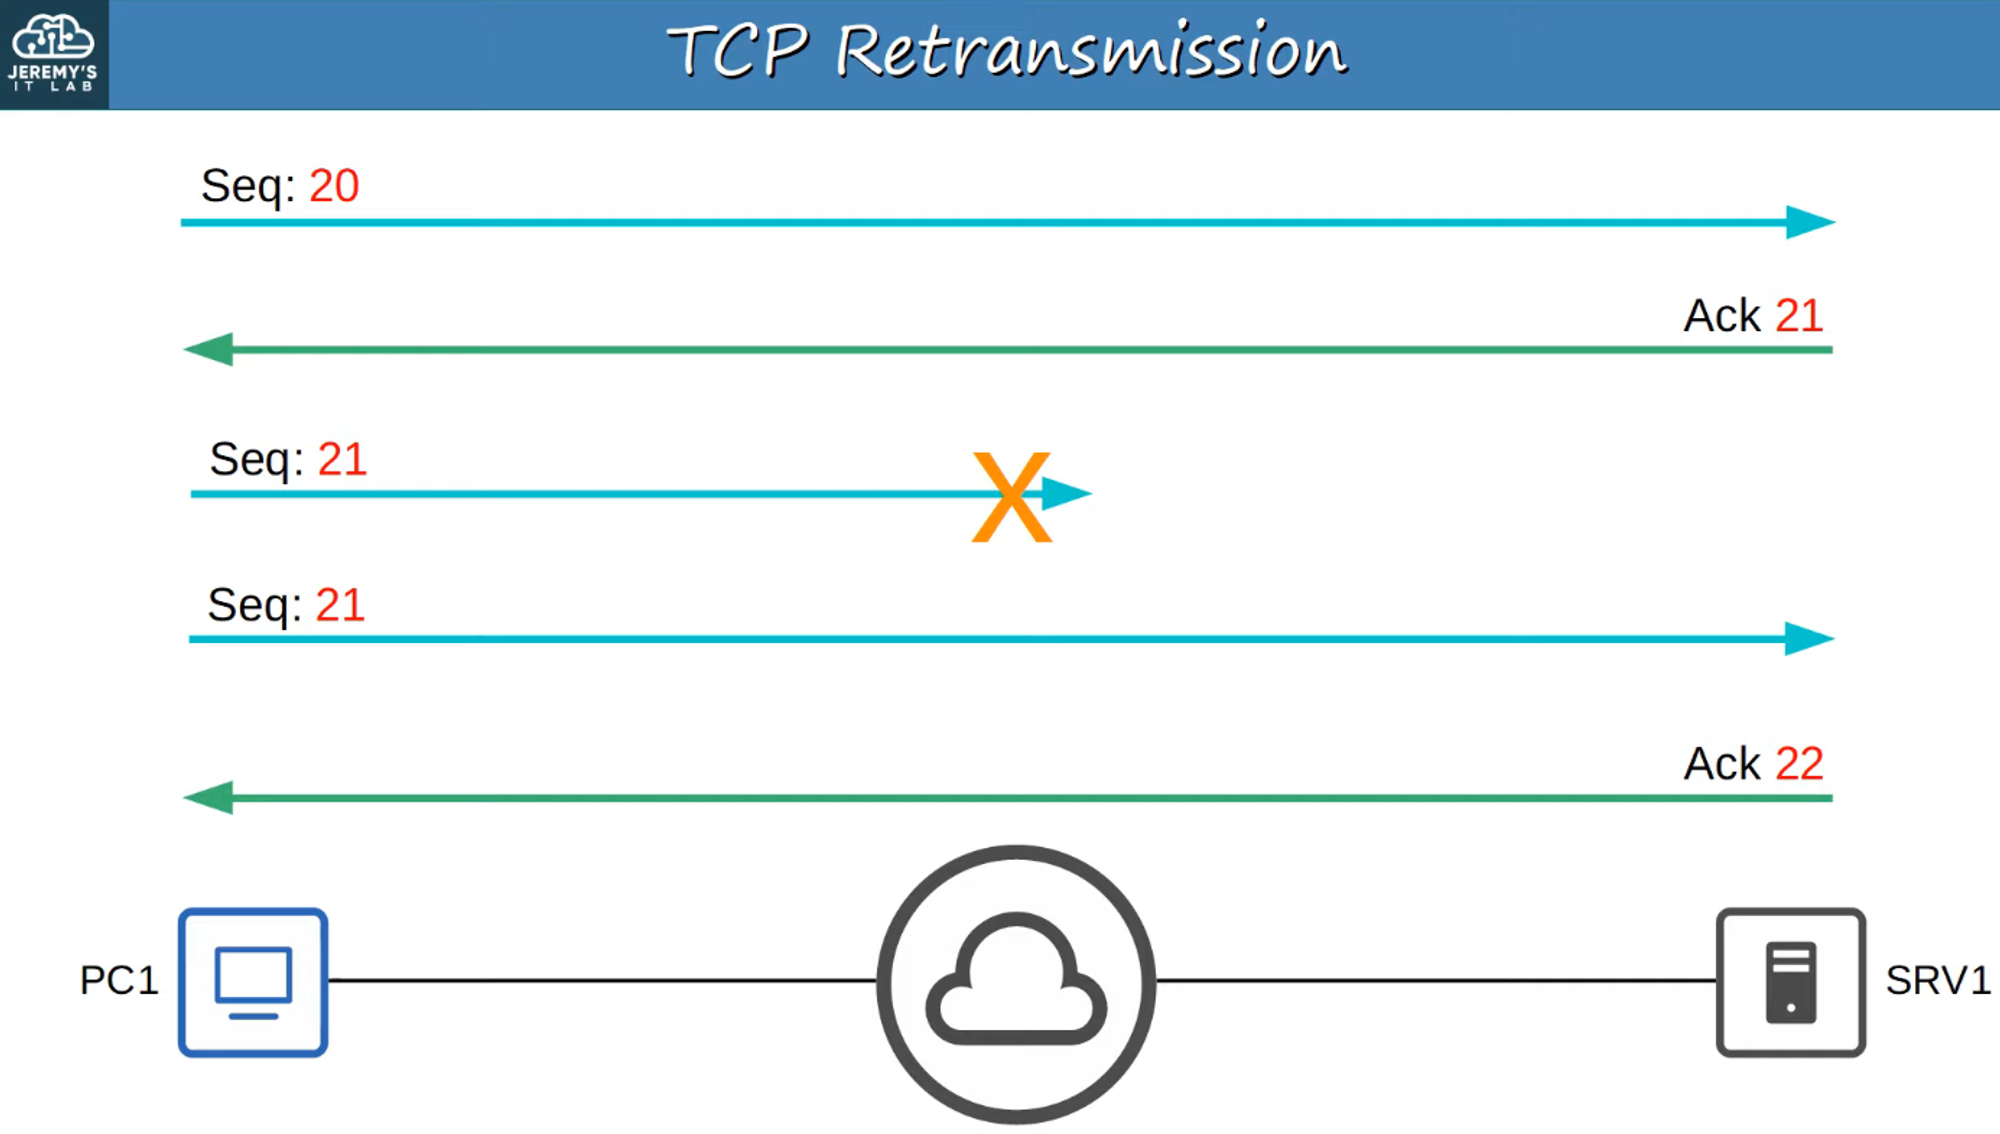 JEREMY'S
IT LAB
TCP Retransmission
Seq: 20
Ack 21
Seq: 21
X
Seq: 21
Ack 22
PC1
SRV1